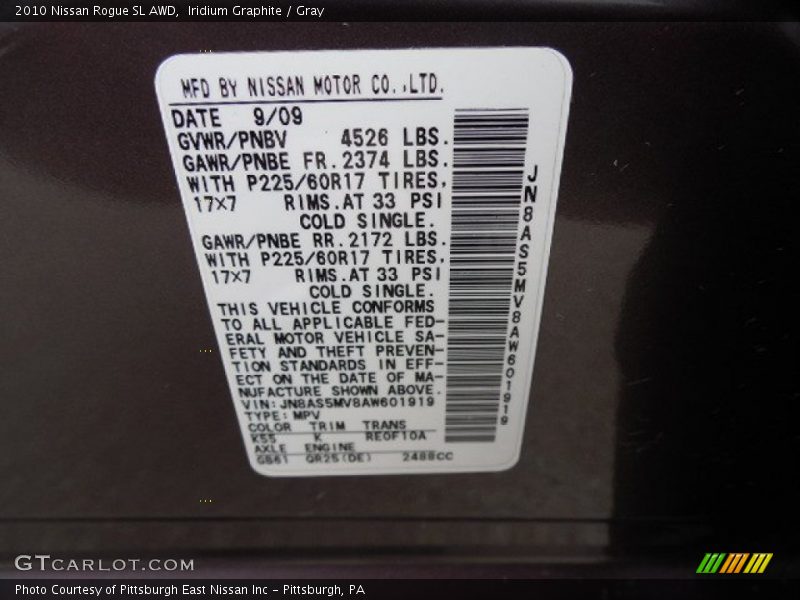 2010 Nissan Rogue SL AWD,  Iridium Graphite / Gray
MFD BY NISSAN MOTOR CO.,LTD.
DATE 9/09
GVWR/PNBV 4526 LBS.
GAWR/PNBE FR.2374 LBS.
WITH P225/60R17 TIRES,
17×7 RIMS.AT 33 PSI
COLD SINGLE.
GAWR/PNBE RR.2172 LBS.
WITH P225/60R17 TIRES,
17×7 RIMS.AT 33 PSI
COLD SINGLE.
THIS VEHICLE CONFORMS
TO ALL APPLICABLE FED-
ERAL MOTOR VEHICLE SA-
FETY AND THEFT PREVEN-
TION STANDARDS IN EFF-
ECT ON THE DATE OF MA-
NUFACTURE SHOWN ABOVE.
VIN:JN8AS5MV8AW601919
TYPE:MPV
COLOR TRIM TRANS
K55 K RE0F10A
AXLE ENGINE
GB61 QR25(DE) 2488CC
JN8AS5MV8AW601919
GTCARLOT.COM
Photo Courtesy of Pittsburgh East Nissan Inc - Pittsburgh, PA